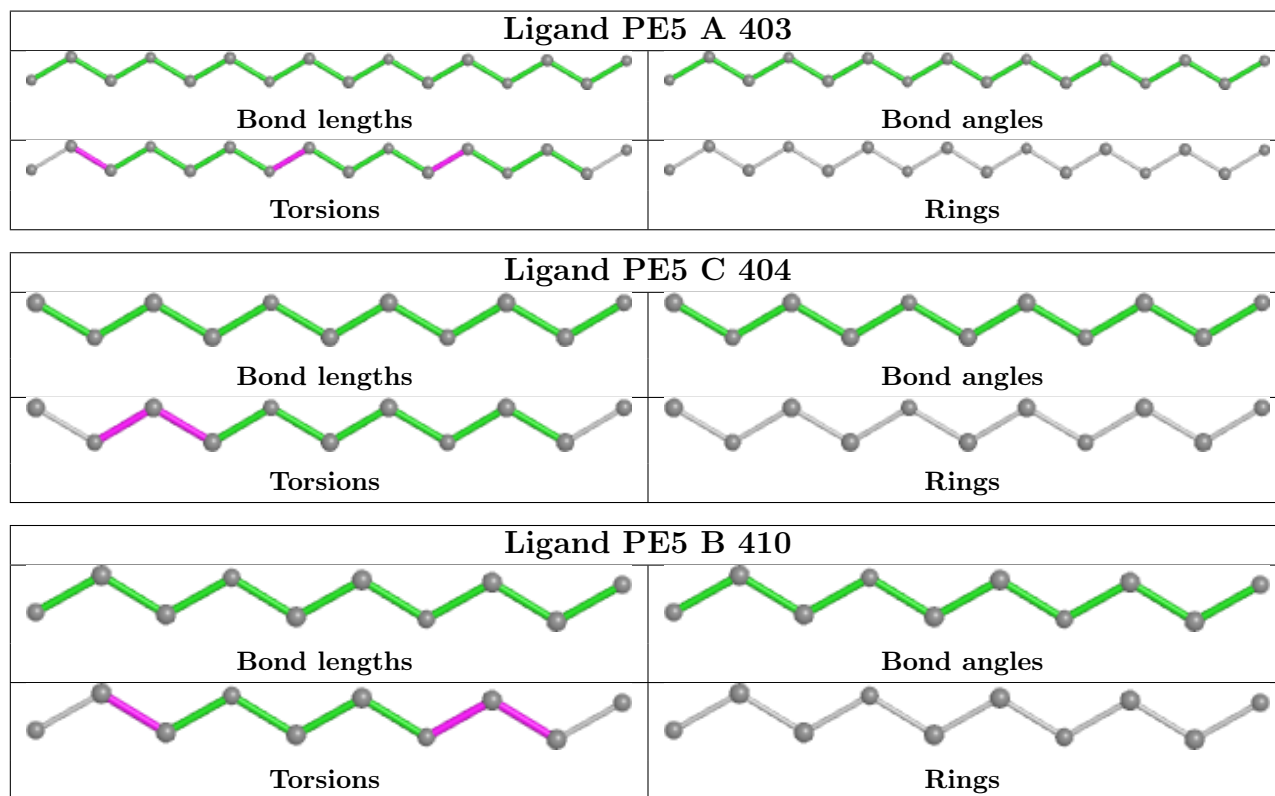 Ligand PE5 A 403
Bond lengths
Bond angles
Torsions
Rings
Ligand PE5 C 404
Bond lengths
Bond angles
Torsions
Rings
Ligand PE5 B 410
Bond lengths
Bond angles
Torsions
Rings